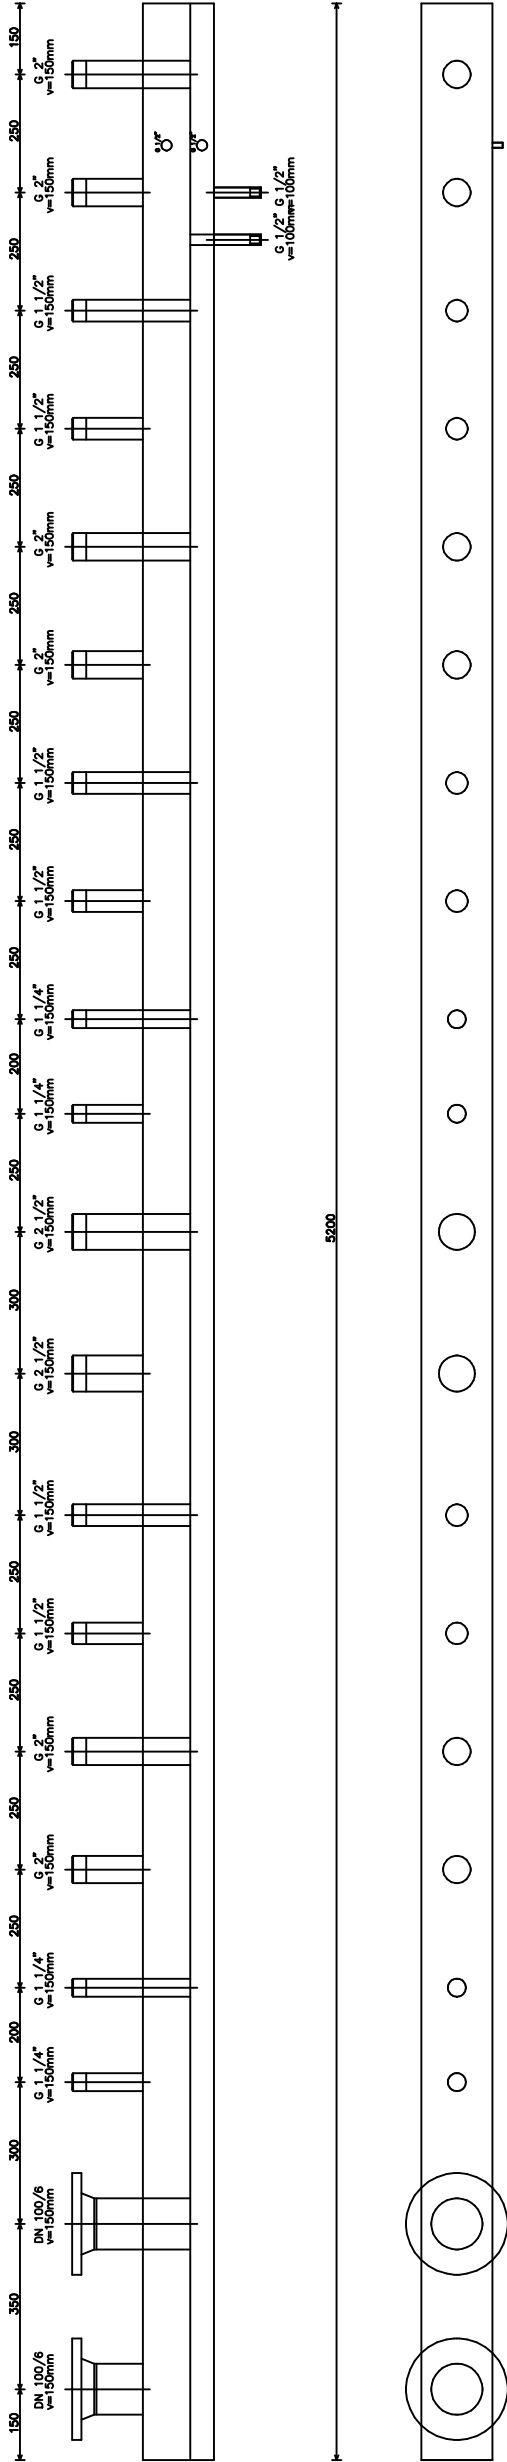 150
350
300
200
250
250
250
250
300
300
250
200
250
250
250
250
250
250
250
250
150
DN 100/6
v=150mm
DN 100/6
v=150mm
G 1 1/4"
v=150mm
G 1 1/4"
v=150mm
G 2"
v=150mm
G 2"
v=150mm
G 1 1/2"
v=150mm
G 1 1/2"
v=150mm
G 2 1/2"
v=150mm
G 2 1/2"
v=150mm
G 1 1/4"
v=150mm
G 1 1/4"
v=150mm
G 1 1/2"
v=150mm
G 1 1/2"
v=150mm
G 2"
v=150mm
G 2"
v=150mm
G 1 1/2"
v=150mm
G 1 1/2"
v=150mm
G 2"
v=150mm
G 2"
v=150mm
G 1/2"
G 1/2"
G 1/2"
v=100mm
G 1/2"
v=100mm
5200